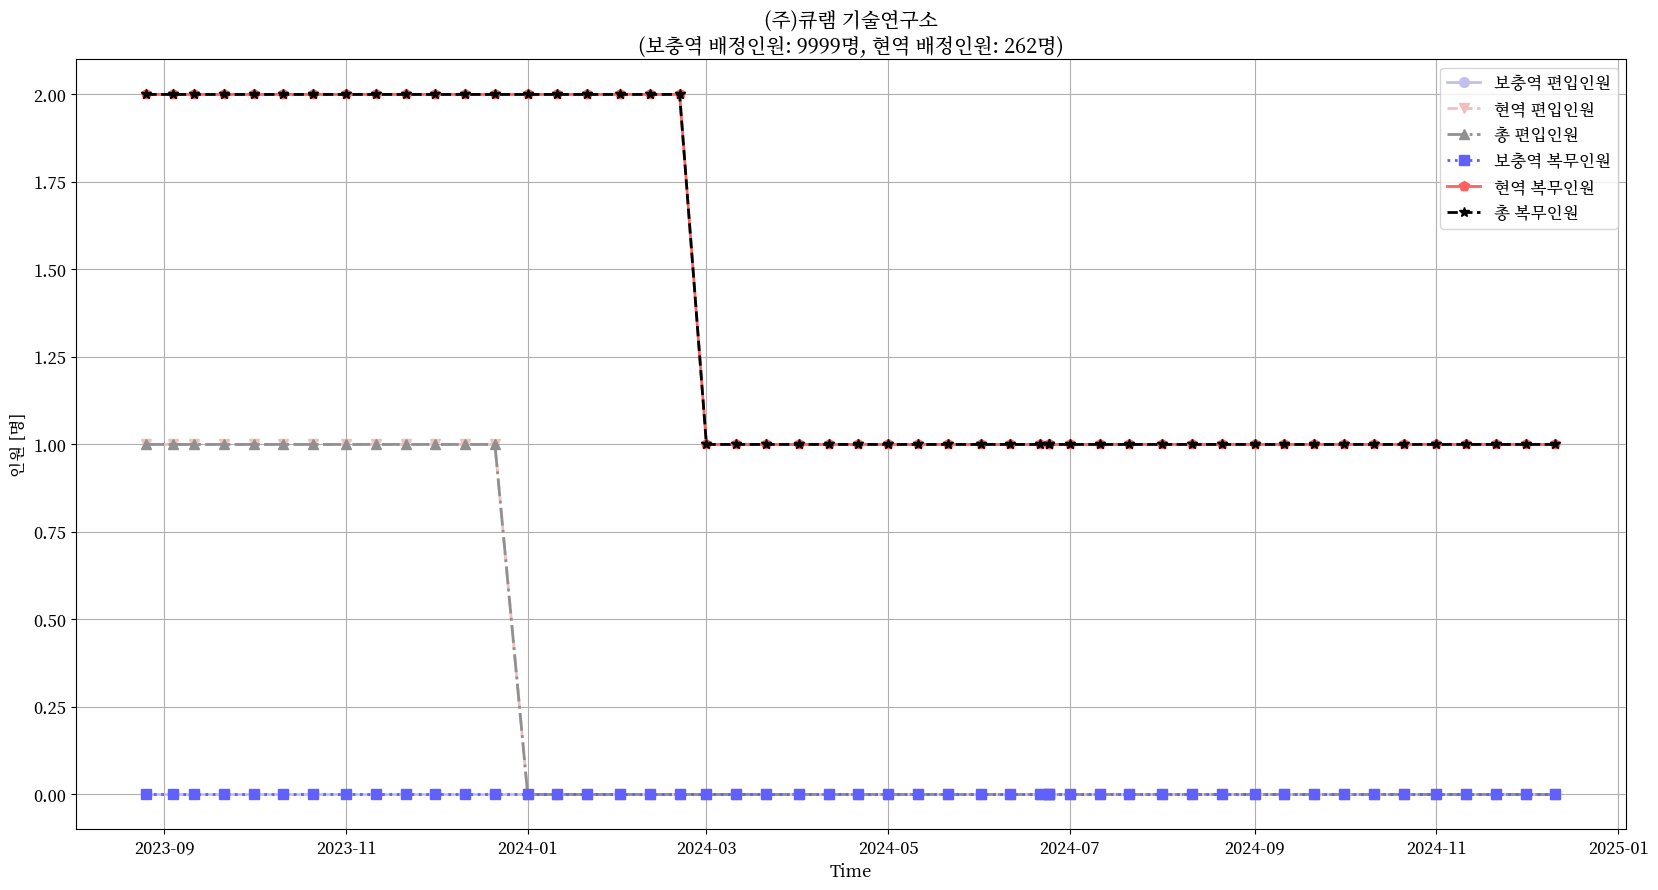 (주)큐램 기술연구소
(보충역 배정인원: 9999명, 현역 배정인원: 262명)
보충역 편입인원
현역 편입인원
총 편입인원
보충역 복무인원
현역 복무인원
총 복무인원
인원 [명]
2.00
1.75
1.50
1.25
1.00
0.75
0.50
0.25
0.00
2023-09
2023-11
2024-01
2024-03
2024-05
2024-07
2024-09
2024-11
2025-01
Time